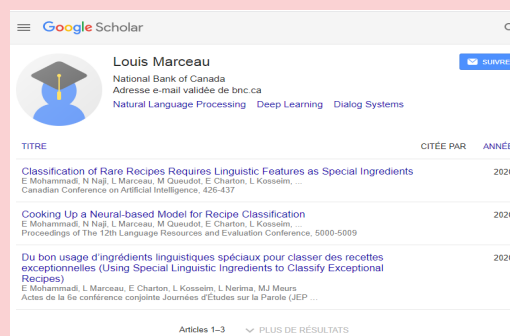 Google Scholar
Louis Marceau
SUIVRE
National Bank of Canada
Adresse e-mail validée de bnc.ca
Natural Language Processing Deep Learning Dialog Systems
TITRE CITÉE PAR ANNÉE
Classification of Rare Recipes Requires Linguistic Features as Special Ingredients 2020
E Mohammadi, N Naji, L Marceau, M Queudot, E Charton, L Kosseim, ...
Canadian Conference on Artificial Intelligence, 426-437
Cooking Up a Neural-based Model for Recipe Classification 2020
E Mohammadi, N Naji, L Marceau, M Queudot, E Charton, L Kosseim, ...
Proceedings of The 12th Language Resources and Evaluation Conference, 5000-5009
Du bon usage d'ingrédients linguistiques spéciaux pour classer des recettes 2020
exceptionnelles (Using Special Linguistic Ingredients to Classify Exceptional
Recipes)
E Mohammadi, L Marceau, E Charton, L Kosseim, L Nerima, MJ Meurs
Actes de la 6e conférence conjointe Journées d'Études sur la Parole (JEP ...
Articles 1–3 PLUS DE RÉSULTATS